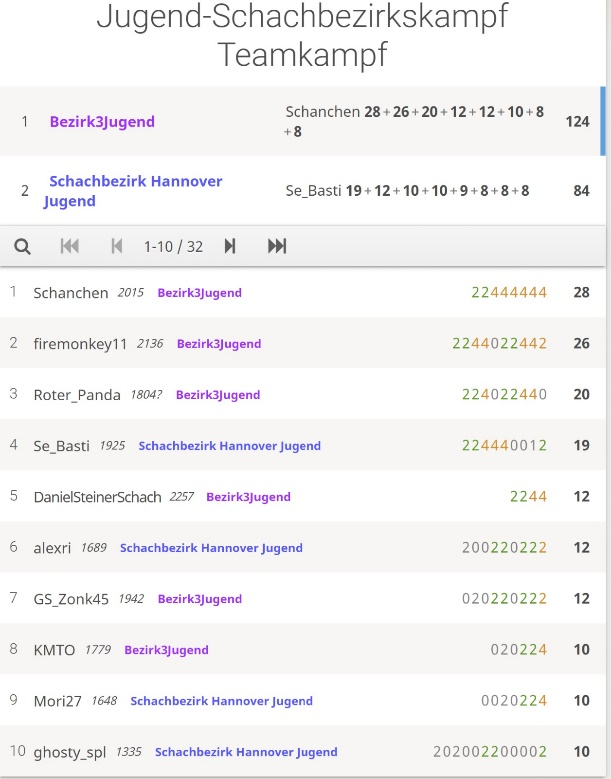 Jugend-Schachbezirkskampf
Teamkampf
1 Bezirk3Jugend Schanchen 28 + 26 + 20 + 12 + 12 + 10 + 8
+ 8 124
2 Schachbezirk Hannover
Jugend Se_Basti 19 + 12 + 10 + 10 + 9 + 8 + 8 + 8 84
1-10 / 32
1 Schanchen 2015 Bezirk3Jugend 22444444 28
2 firemonkey11 2136 Bezirk3Jugend 2244022442 26
3 Roter_Panda 1804? Bezirk3Jugend 224022440 20
4 Se_Basti 1925 Schachbezirk Hannover Jugend 224440012 19
5 DanielSteinerSchach 2257 Bezirk3Jugend 2244 12
6 alexri 1689 Schachbezirk Hannover Jugend 200220222 12
7 GS_Zonk45 1942 Bezirk3Jugend 020220222 12
8 KMTO 1779 Bezirk3Jugend 020224 10
9 Mori27 1648 Schachbezirk Hannover Jugend 0020224 10
10 ghosty_spl 1335 Schachbezirk Hannover Jugend 202002200002 10